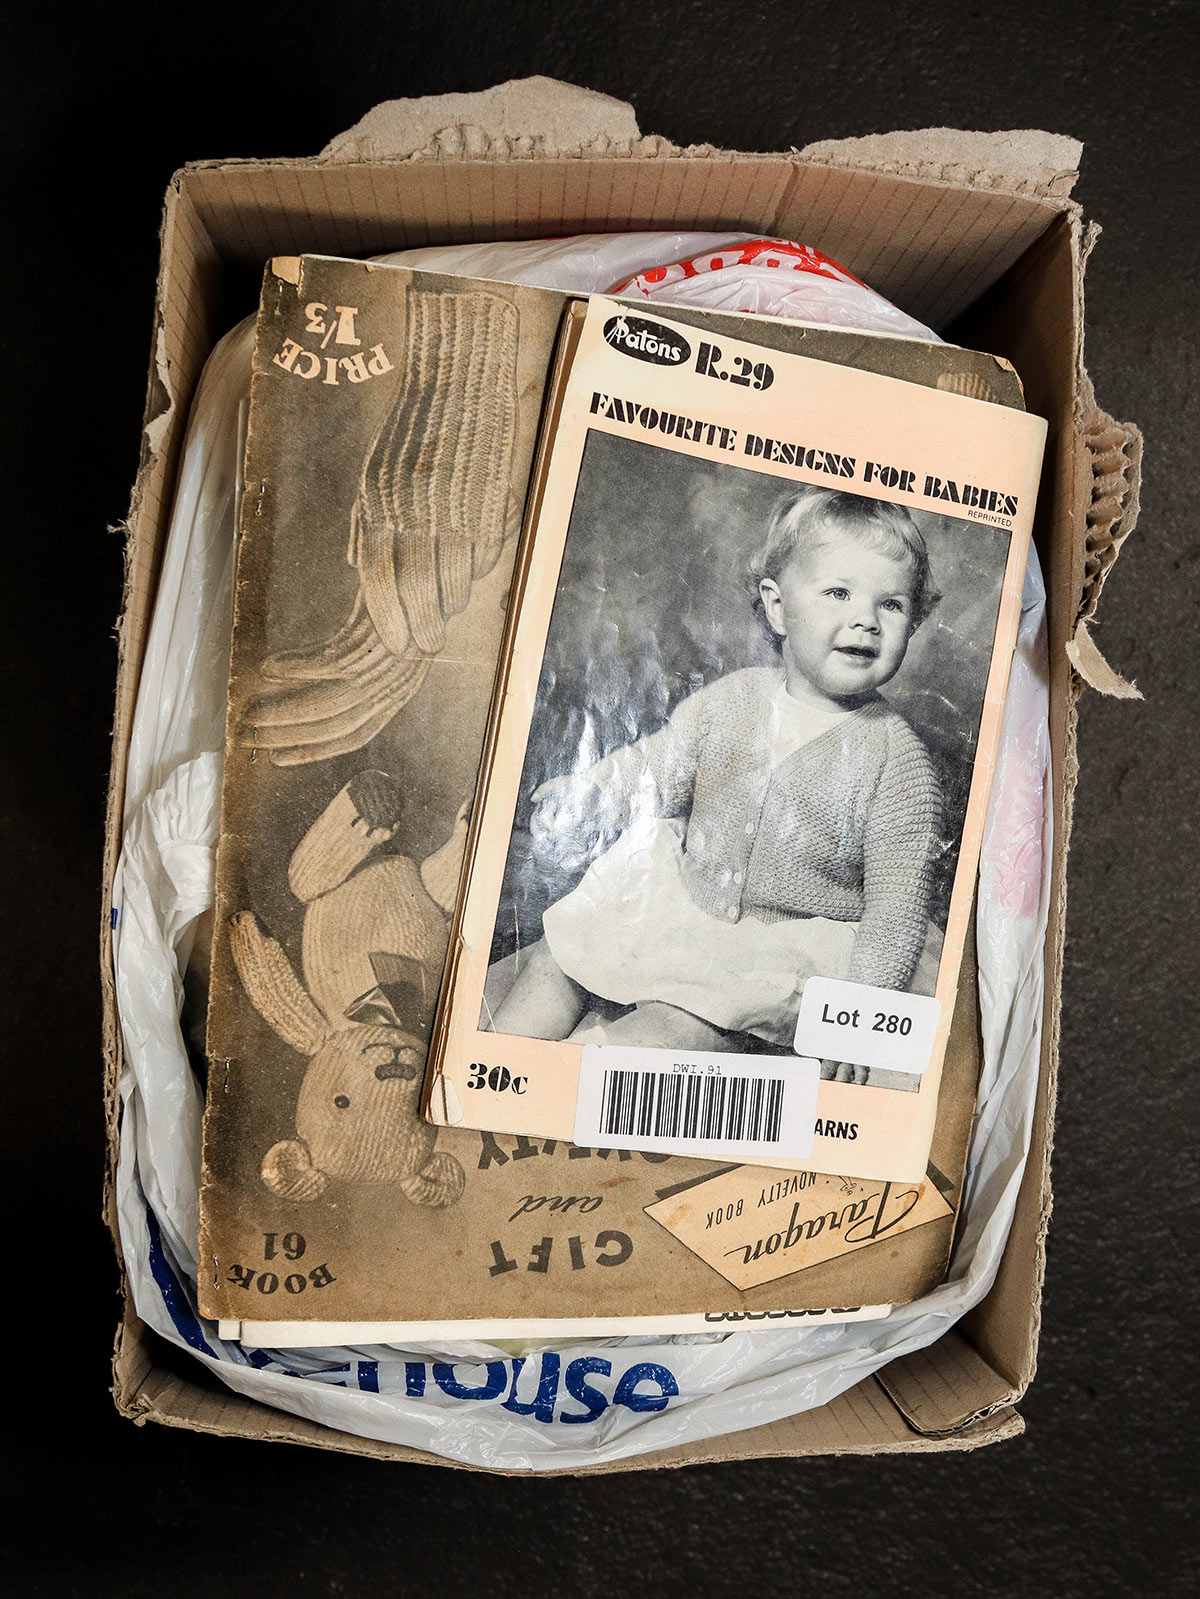 Patons R.29
FAVOURITE DESIGNS FOR BABIES
REPRINTED
Lot 280
DWI.91
30c
ARNS
PRICE
1/3
Paragon
NOVELTY BOOK
GIFT
and
BOOK
61
house